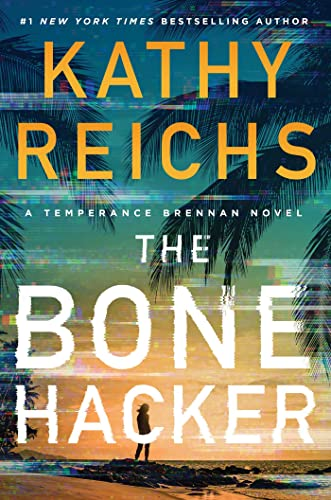 #1 NEW YORK TIMES BESTSELLING AUTHOR
KATHY
REICHS
A TEMPERANCE BRENNAN NOVEL
THE
BONE
HACKER